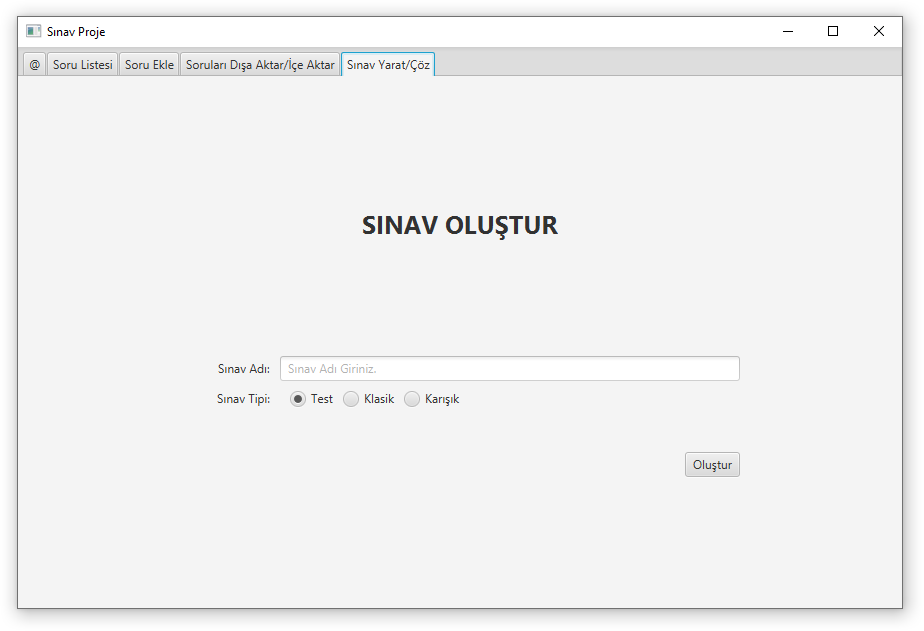 Sınav Proje
@ Soru Listesi Soru Ekle Soruları Dışa Aktar/İçe Aktar Sınav Yarat/Çöz
SINAV OLUŞTUR
Sınav Adı: Sınav Adı Giriniz.
Sınav Tipi: Test Klasik Karışık
Oluştur